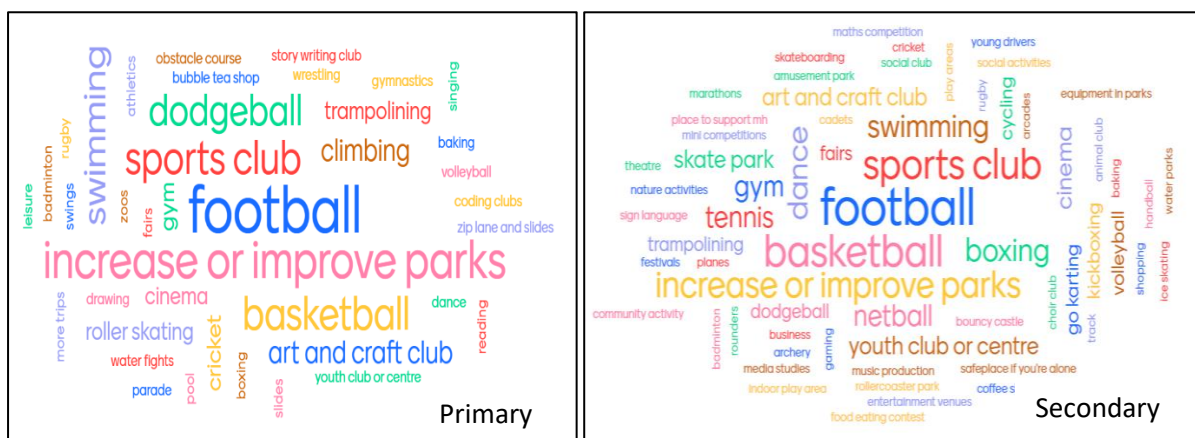 obstacle course
story writing club
bubble tea shop
wrestling
gymnastics
singing
athletics
swimming
dodgeball
trampolining
rugby
badminton
sports club
climbing
baking
volleyball
leisure
swings
zoos
fairs
gym
football
coding clubs
zip lane and slides
increase or improve parks
more trips
drawing
cinema
basketball
dance
reading
roller skating
cricket
art and craft club
water fights
boxing
youth club or centre
parade
pool
slides
Primary
maths competition
skateboarding
cricket
young drivers
social club
social activities
amusement park
play areas
marathons
art and craft club
rugby
cycling
arcades
equipment in parks
place to support mh
cadets
swimming
mini competitions
dance
cinema
animal club
theatre
skate park
fairs
sports club
baking
handball
water parks
nature activities
gym
football
sign language
tennis
trampolining
basketball
boxing
go karting
kickboxing
volleyball
shopping
ice skating
festivals
planes
increase or improve parks
chair club
track
community activity
dodgeball
netball
bouncy castle
badminton
rounders
business
gaming
archery
youth club or centre
media studies
music production
safeplace if you're alone
indoor play area
rollercoaster park
coffee s
entertainment venues
food eating contest
Secondary